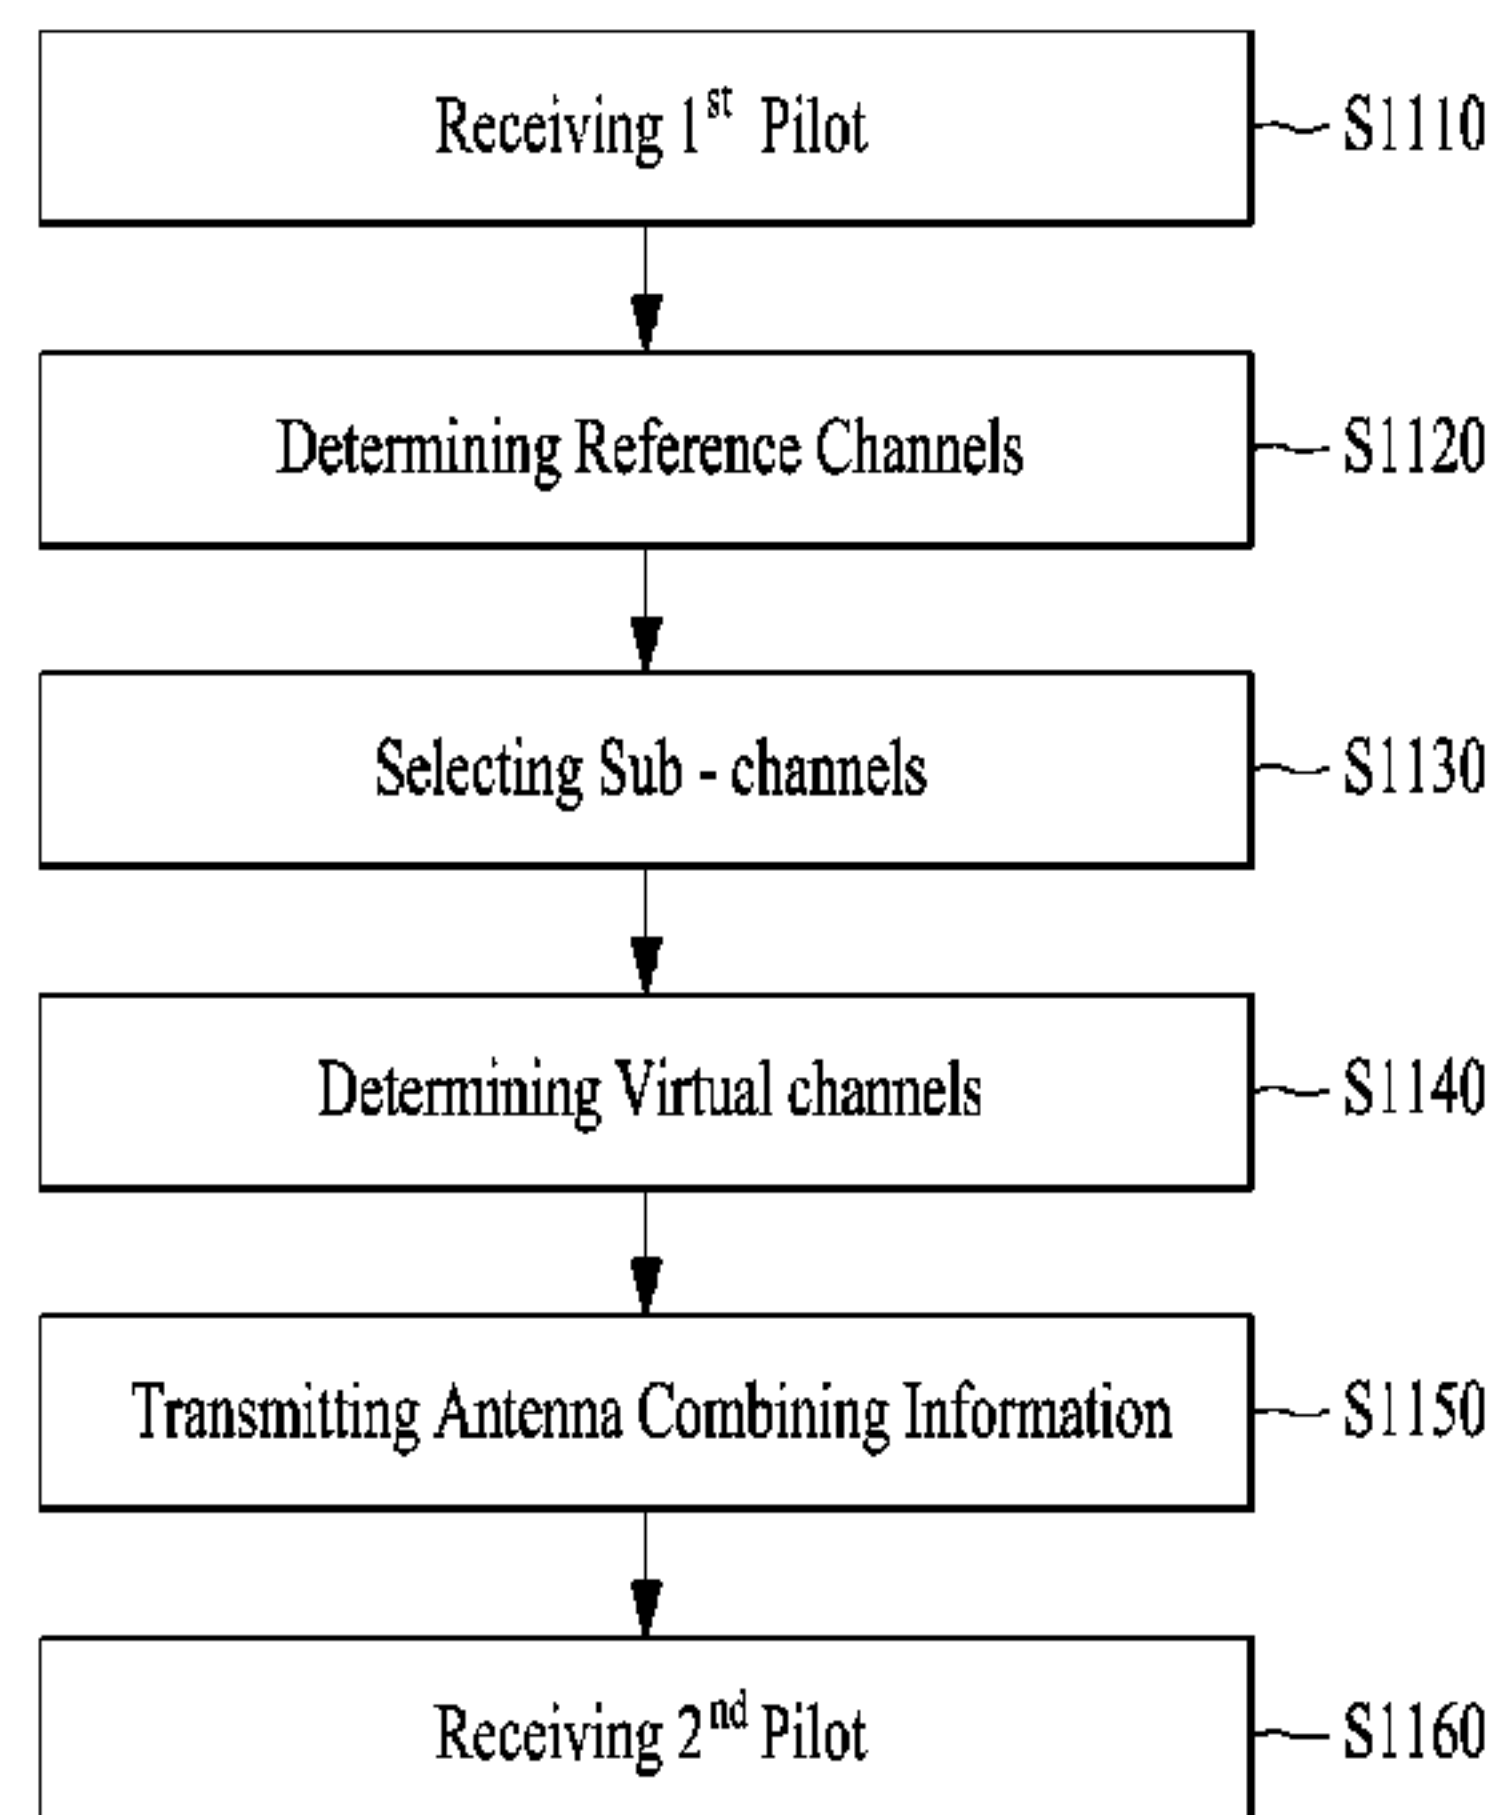 Receiving 1st Pilot S1110
Determining Reference Channels S1120
Selecting Sub - channels S1130
Determining Virtual channels S1140
Transmitting Antenna Combining Information S1150
Receiving 2nd Pilot S1160